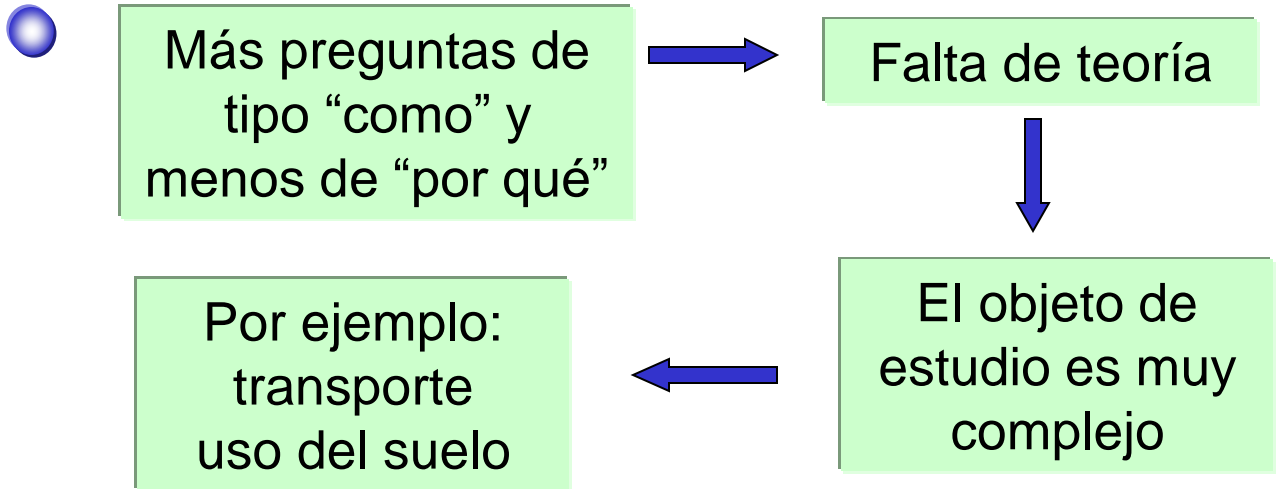 Más preguntas de
tipo “como” y
menos de “por qué”
Falta de teoría
El objeto de
estudio es muy
complejo
Por ejemplo:
transporte
uso del suelo